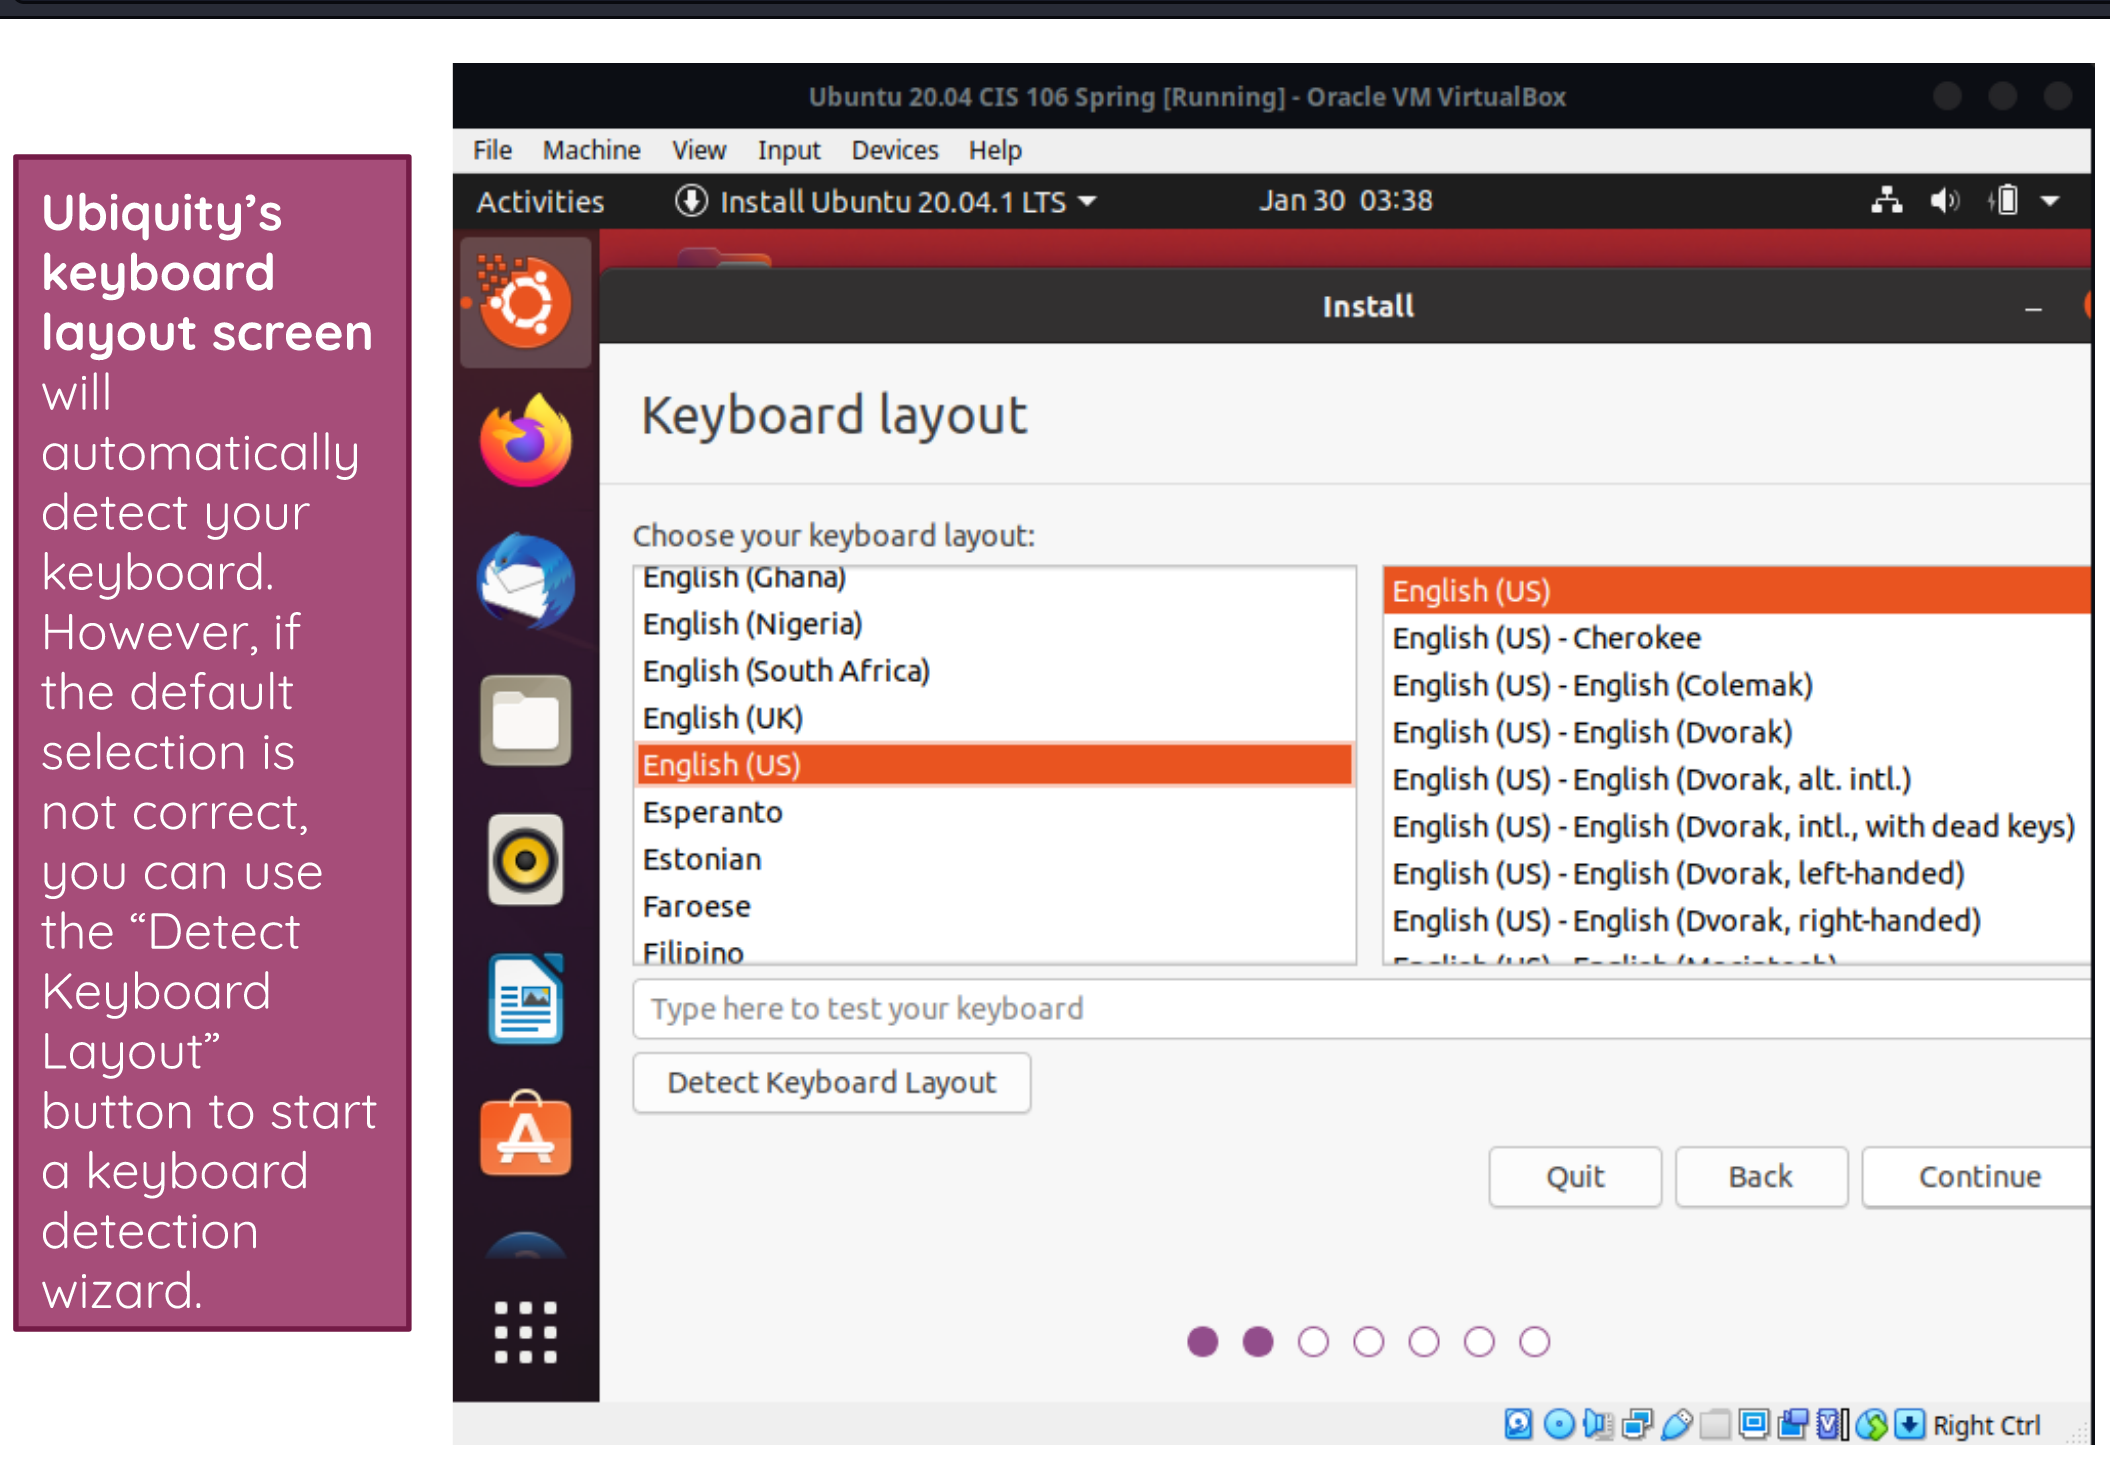 Ubiquity’s
keyboard
layout screen
will
automatically
detect your
keyboard.
However, if
the default
selection is
not correct,
you can use
the “Detect
Keyboard
Layout”
button to start
a keyboard
detection
wizard.
Ubuntu 20.04 CIS 106 Spring [Running] - Oracle VM VirtualBox
File Machine View Input Devices Help
Activities Install Ubuntu 20.04.1 LTS Jan 30 03:38
Install
Keyboard layout
Choose your keyboard layout:
English (Ghana)
English (Nigeria)
English (South Africa)
English (UK)
English (US)
Esperanto
Estonian
Faroese
Filipino
English (US)
English (US) - Cherokee
English (US) - English (Colemak)
English (US) - English (Dvorak)
English (US) - English (Dvorak, alt. intl.)
English (US) - English (Dvorak, intl., with dead keys)
English (US) - English (Dvorak, left-handed)
English (US) - English (Dvorak, right-handed)
English (US) - English (Macintosh)
Type here to test your keyboard
Detect Keyboard Layout
Quit Back Continue
Right Ctrl